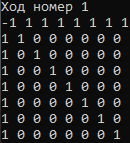 Ход номер 1
-1 1 1 1 1 1 1 1
1 1 0 0 0 0 0 0
1 0 1 0 0 0 0 0
1 0 0 1 0 0 0 0
1 0 0 0 1 0 0 0
1 0 0 0 0 1 0 0
1 0 0 0 0 0 1 0
1 0 0 0 0 0 0 1